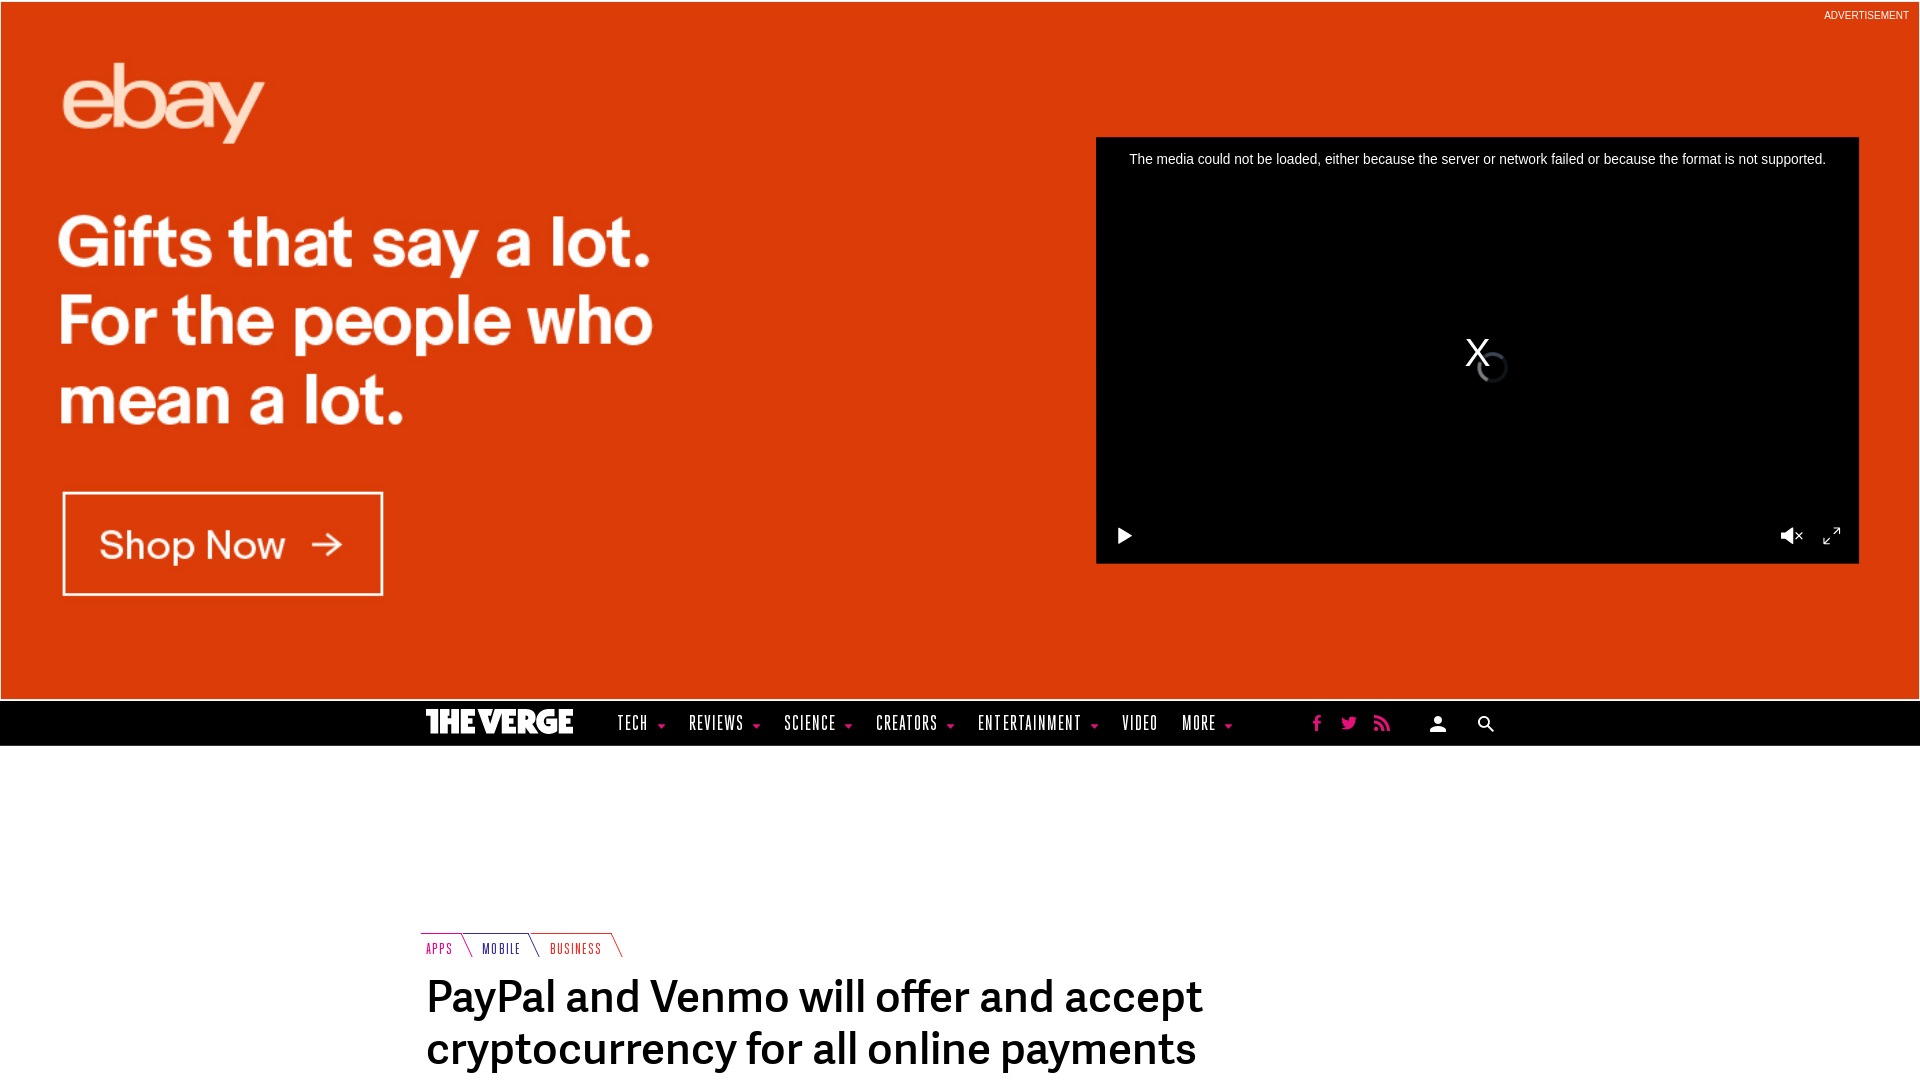 ADVERTISEMENT
ebay
Gifts that say a lot.
For the people who
mean a lot.
Shop Now
The media could not be loaded, either because the server or network failed or because the format is not supported.
X
THE VERGE TECH REVIEWS SCIENCE CREATORS ENTERTAINMENT VIDEO MORE
APPS MOBILE BUSINESS
PayPal and Venmo will offer and accept
cryptocurrency for all online payments